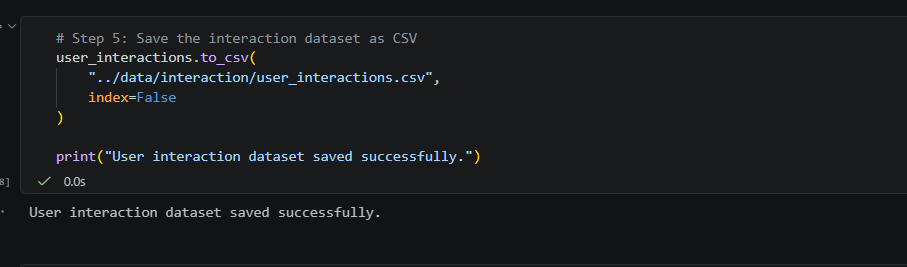 # Step 5: Save the interaction dataset as CSV
user_interactions.to_csv(
    "../data/interaction/user_interactions.csv",
    index=False
)
print("User interaction dataset saved successfully.")
8]
0.0s
User interaction dataset saved successfully.